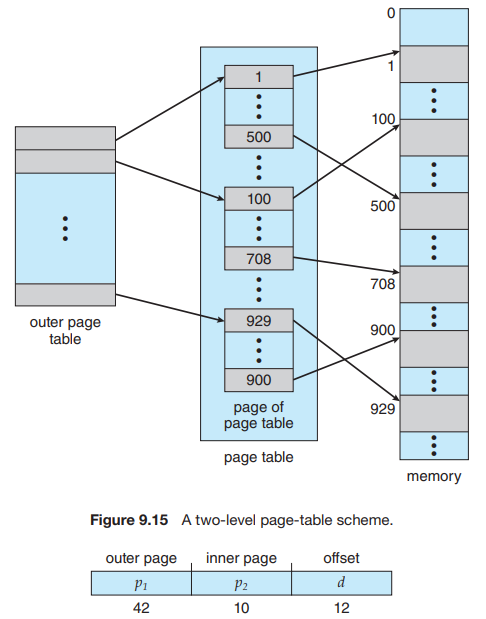 0
1
1
100
500
100
500
708
708
929
900
900
929
outer page
table
page of
page table
page table
memory
Figure 9.15 A two-level page-table scheme.
outer page inner page offset
p1 p2 d
42 10 12